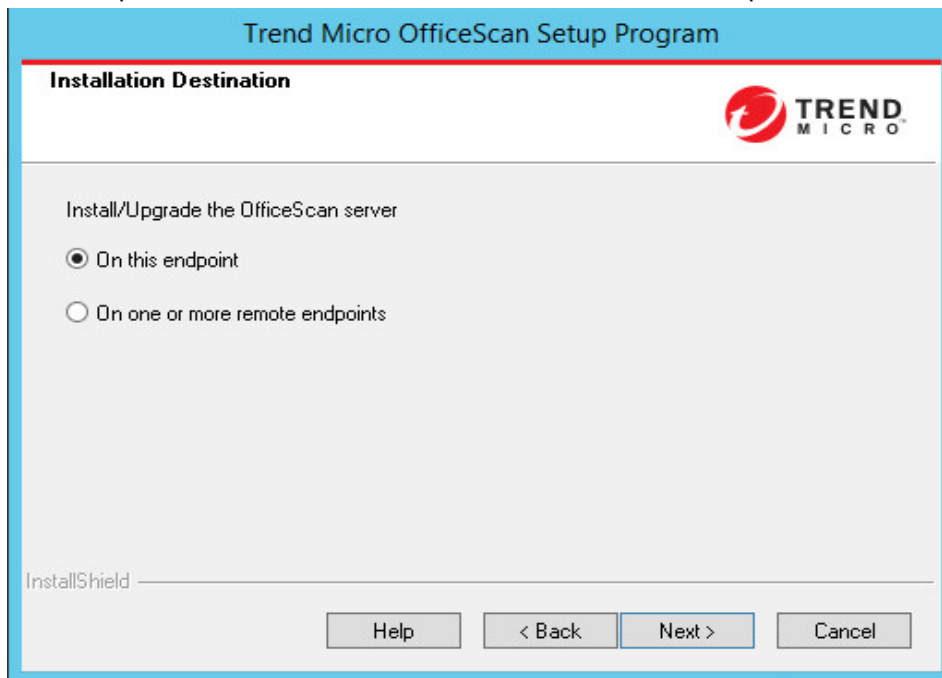 Trend Micro OfficeScan Setup Program
Installation Destination
TREND
MICRO™
Install/Upgrade the OfficeScan server
On this endpoint
On one or more remote endpoints
InstallShield
Help
< Back
Next >
Cancel